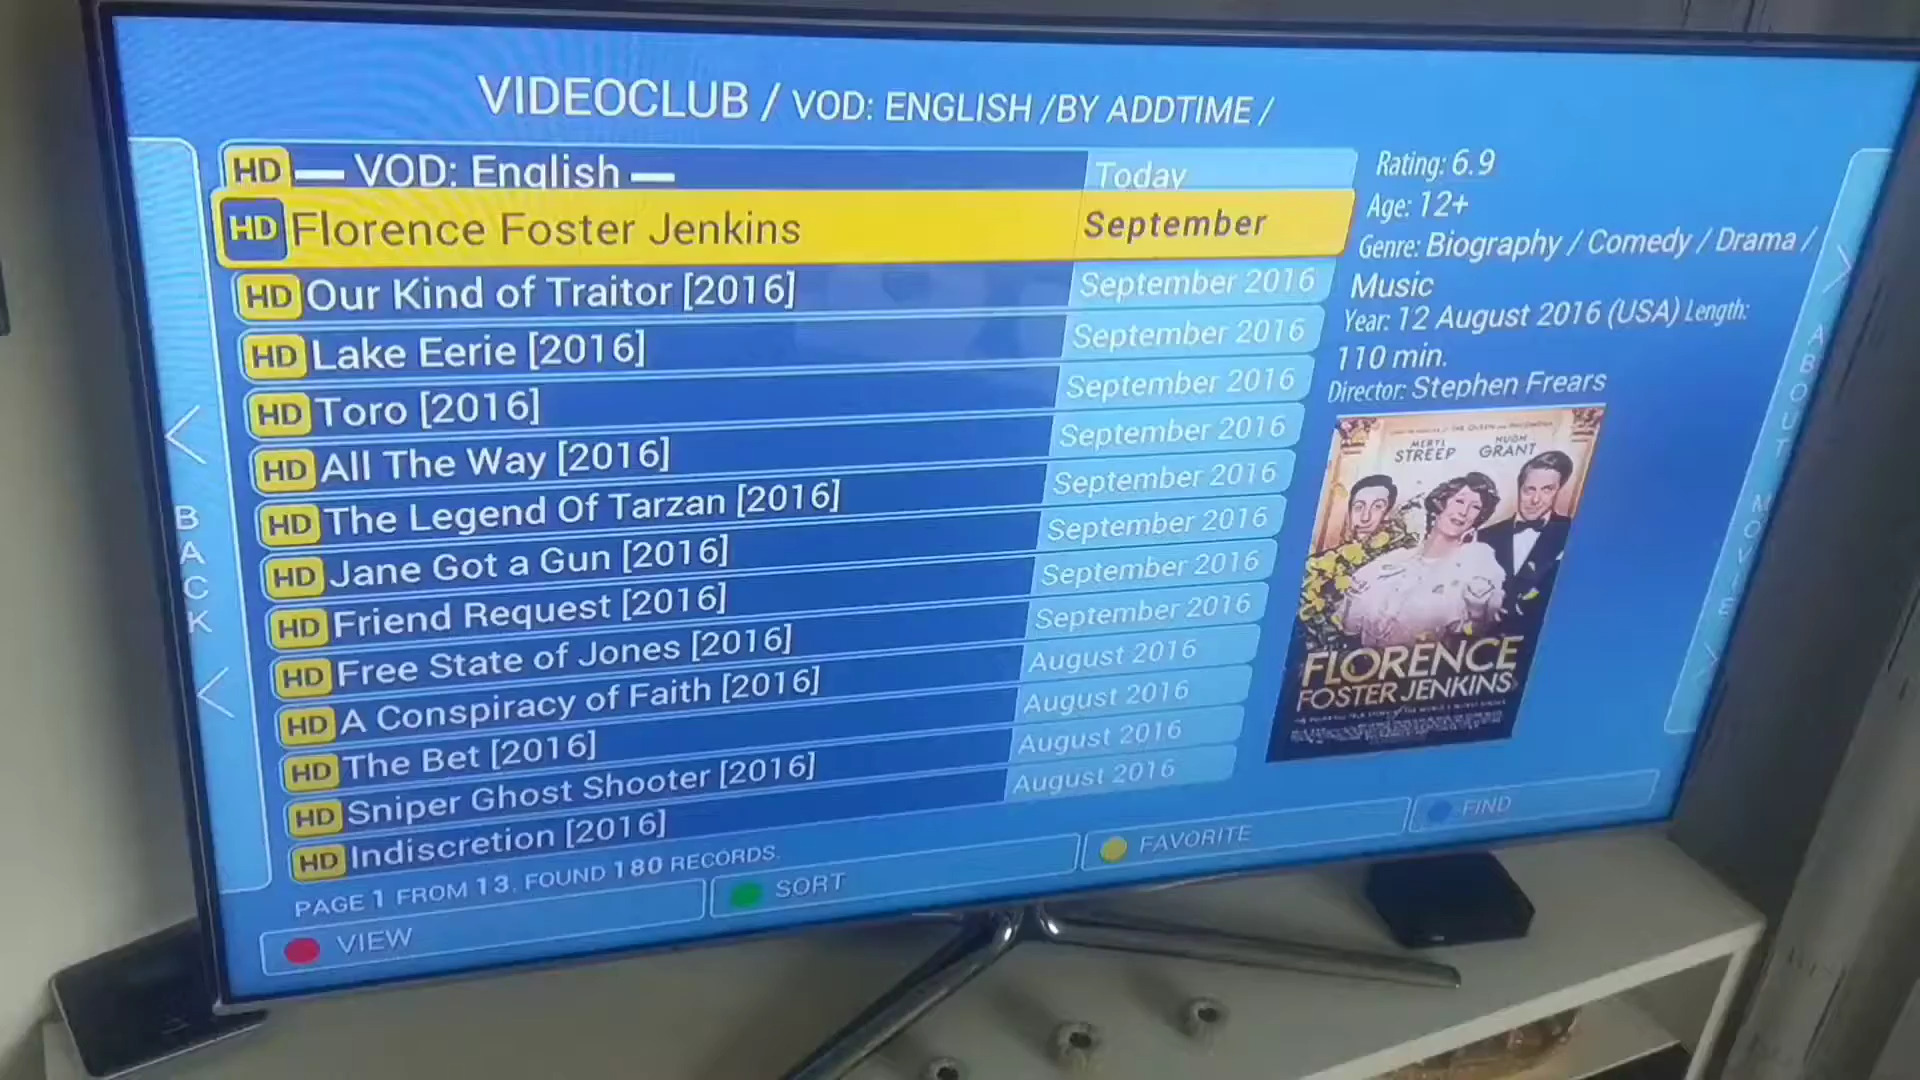 VIDEOCLUB / VOD: ENGLISH /BY ADDTIME /
HD — VOD: English — Today
HD Florence Foster Jenkins September
HD Our Kind of Traitor [2016] September 2016
HD Lake Eerie [2016] September 2016
HD Toro [2016] September 2016
HD All The Way [2016] September 2016
HD The Legend Of Tarzan [2016] September 2016
HD Jane Got a Gun [2016] September 2016
HD Friend Request [2016] September 2016
HD Free State of Jones [2016] September 2016
HD A Conspiracy of Faith [2016] August 2016
HD The Bet [2016] August 2016
HD Sniper Ghost Shooter [2016] August 2016
HD Indiscretion [2016] August 2016
PAGE 1 FROM 13. FOUND 180 RECORDS.
VIEW
SORT
FAVORITE
FIND
BACK
Rating: 6.9
Age: 12+
Genre: Biography / Comedy / Drama /
Music
Year: 12 August 2016 (USA) Length:
110 min.
Director: Stephen Frears
MERYL STREEP
HUGH GRANT
FLORENCE
FOSTER JENKINS
ABOUT MOVIE